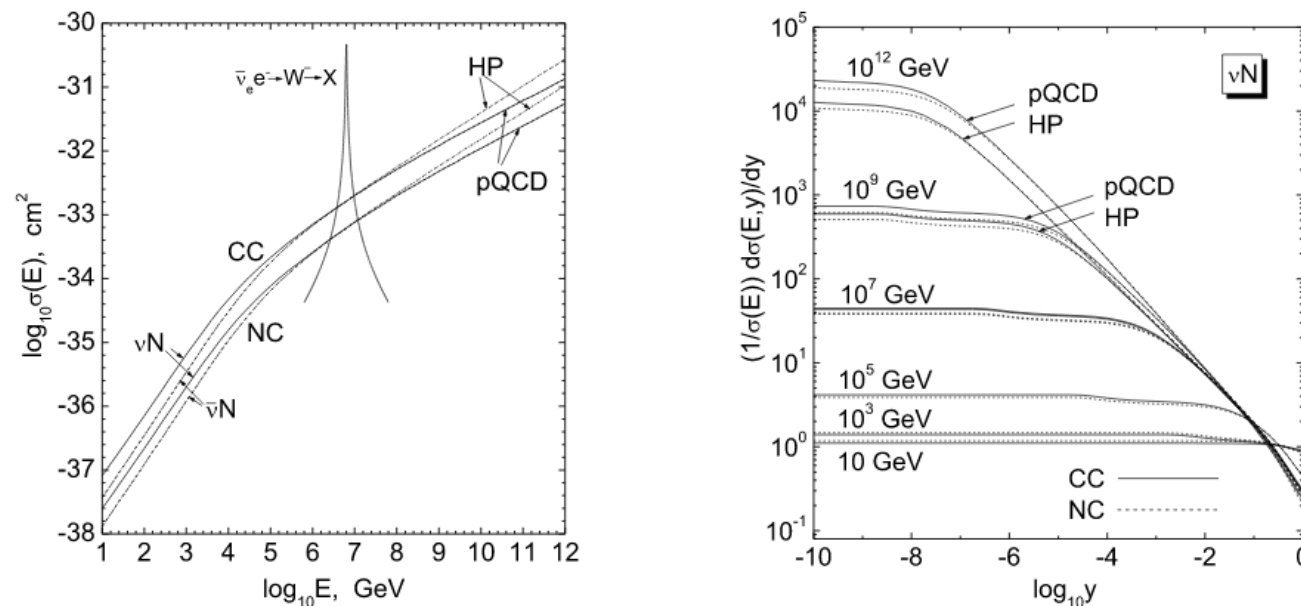 -30
-31
-32
-33
-34
-35
-36
-37
-38
log₁₀σ(E), cm²
ν̄ₑe⁻→W⁻→X
HP
pQCD
CC
NC
νN
ν̄N
1 2 3 4 5 6 7 8 9 10 11 12
log₁₀E, GeV
10⁵
10⁴
10³
10²
10¹
10⁰
10⁻¹
(1/σ(E)) dσ(E,y)/dy
νN
10¹² GeV
pQCD
HP
10⁹ GeV
pQCD
HP
10⁷ GeV
10⁵ GeV
10³ GeV
10 GeV
CC
NC
-10 -8 -6 -4 -2 0
log₁₀y